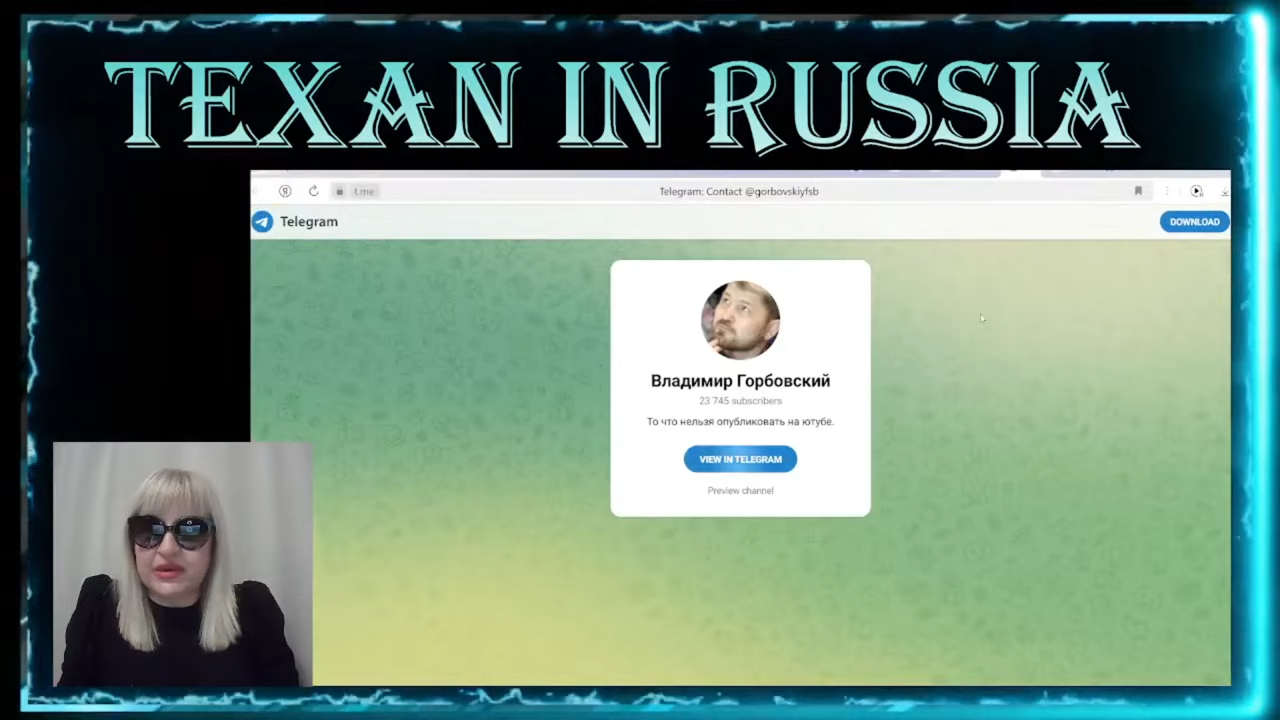 TEXAN IN RUSSIA
t.me
Telegram: Contact @gorbovskiyfsb
Telegram
DOWNLOAD
Владимир Горбовский
23 745 subscribers
То что нельзя опубликовать на ютубе.
VIEW IN TELEGRAM
Preview channel